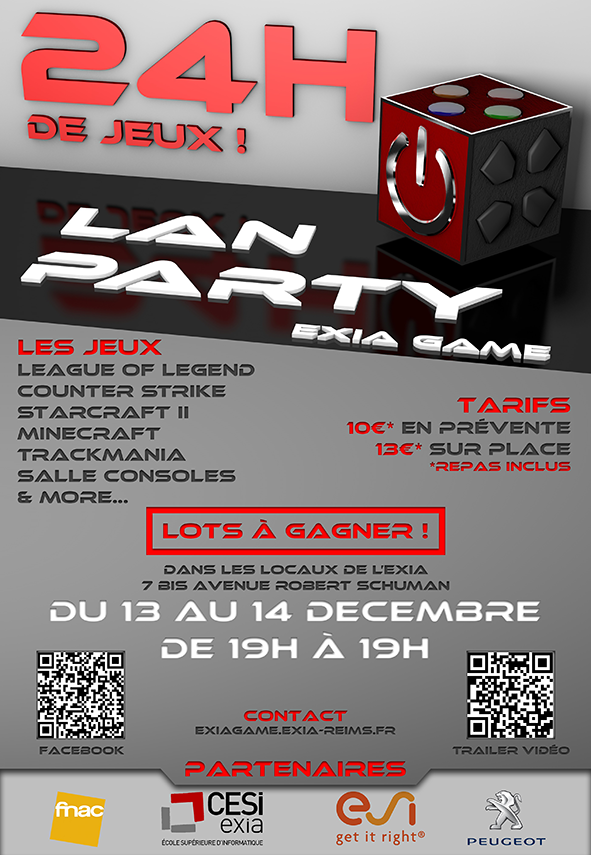 24H
DE JEUX !
LAN
PARTY
EXIA GAME
LES JEUX
LEAGUE OF LEGEND
COUNTER STRIKE
STARCRAFT II
MINECRAFT
TRACKMANIA
SALLE CONSOLES
& MORE...
TARIFS
10€* EN PRÉVENTE
13€* SUR PLACE
*REPAS INCLUS
LOTS À GAGNER !
DANS LES LOCAUX DE L'EXIA
7 BIS AVENUE ROBERT SCHUMAN
DU 13 AU 14 DECEMBRE
DE 19H À 19H
FACEBOOK
CONTACT
EXIAGAME.EXIA-REIMS.FR
TRAILER VIDÉO
PARTENAIRES
fnac
CESi
exia
ÉCOLE SUPÉRIEURE D'INFORMATIQUE
esi
get it right®
PEUGEOT